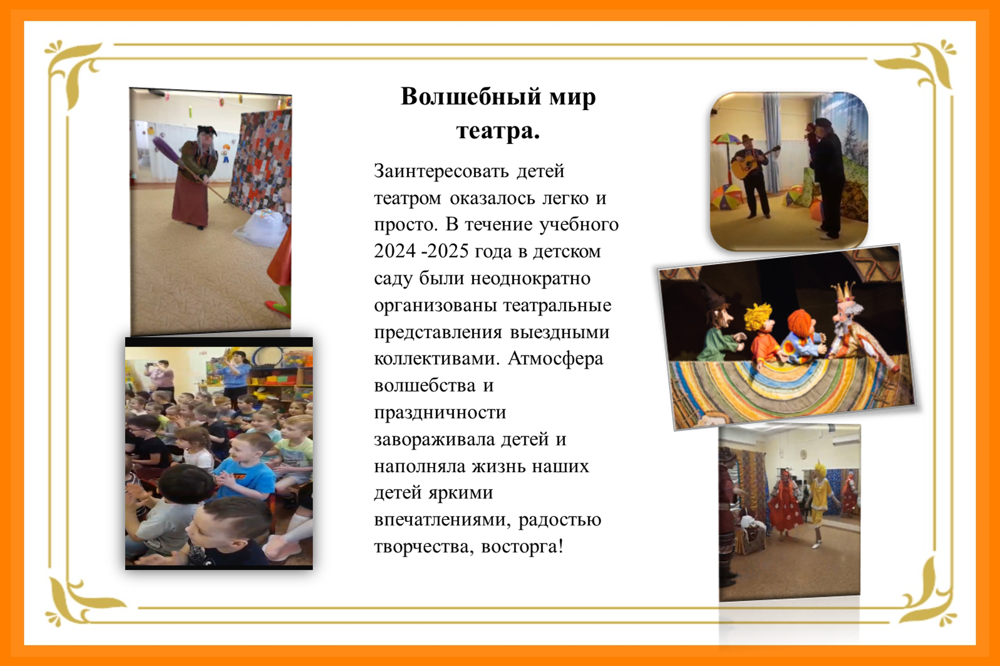 Волшебный мир
театра.
Заинтересовать детей
театром оказалось легко и
просто. В течение учебного
2024 -2025 года в детском
саду были неоднократно
организованы театральные
представления выездными
коллективами. Атмосфера
волшебства и
праздничности
завораживала детей и
наполняла жизнь наших
детей яркими
впечатлениями, радостью
творчества, восторга!